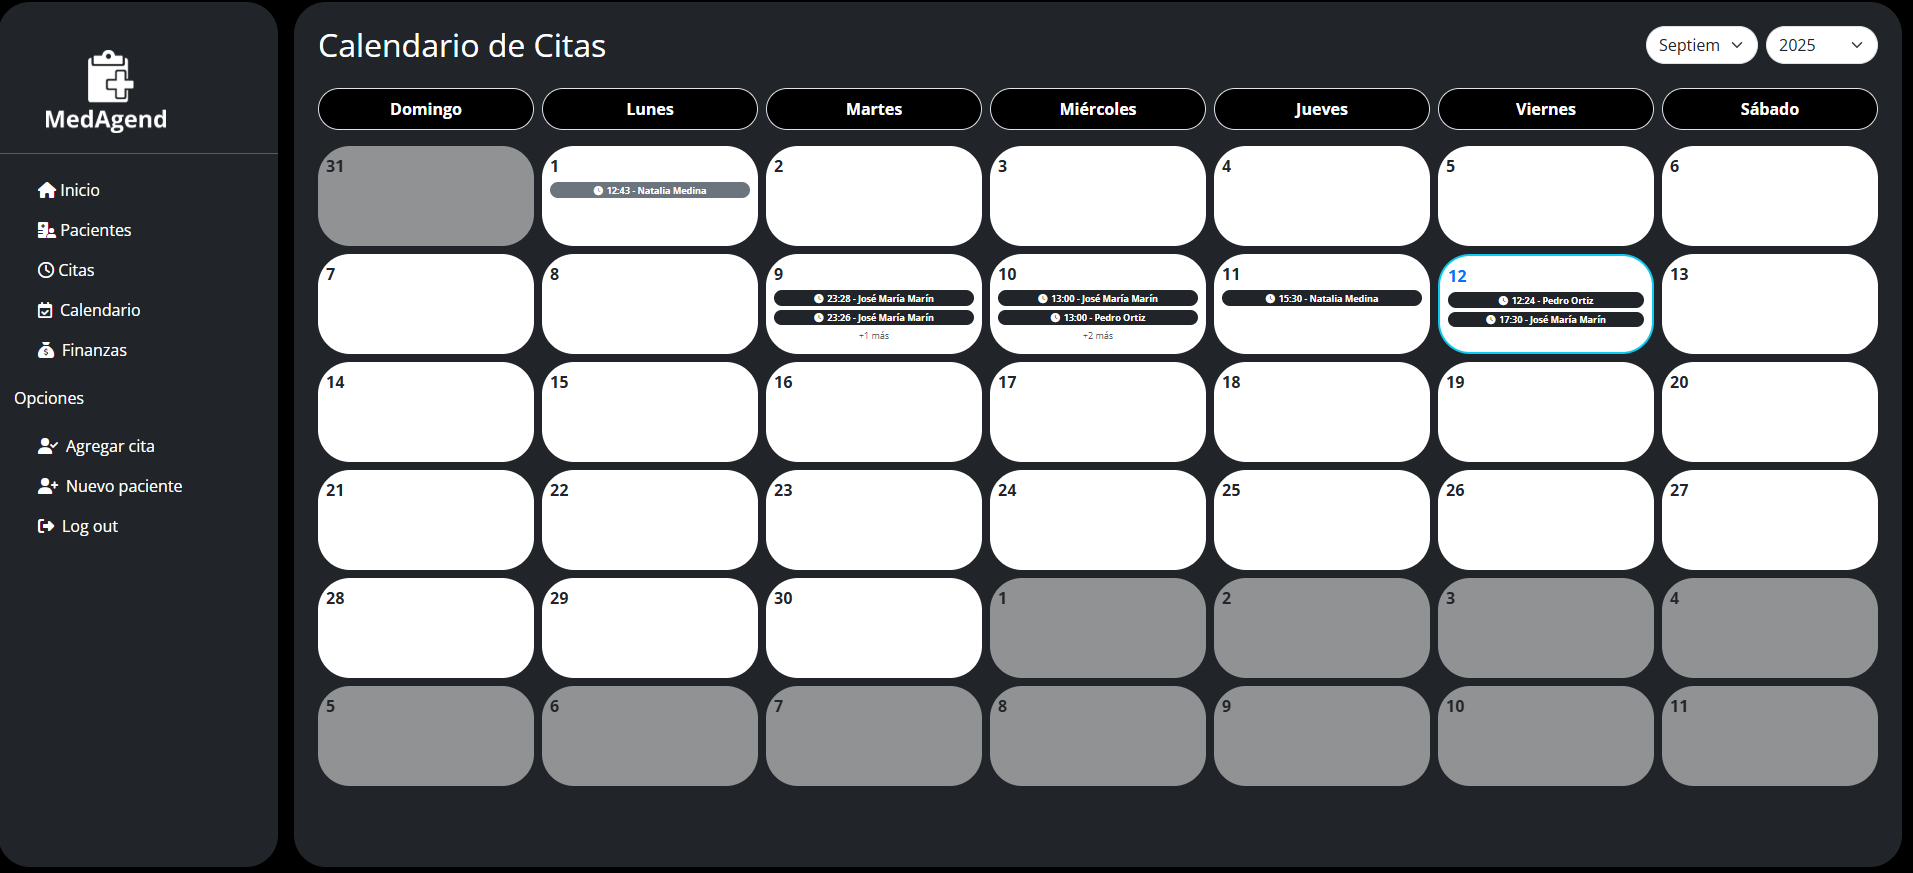 MedAgend
Inicio
Pacientes
Citas
Calendario
Finanzas
Opciones
Agregar cita
Nuevo paciente
Log out
Calendario de Citas
Septiem
2025
Domingo Lunes Martes Miércoles Jueves Viernes Sábado
31 1 2 3 4 5 6
12:43 - Natalia Medina
7 8 9 10 11 12 13
23:28 - José María Marín 13:00 - José María Marín 15:30 - Natalia Medina 12:24 - Pedro Ortiz
23:26 - José María Marín 13:00 - Pedro Ortiz 17:30 - José María Marín
+1 más +2 más
14 15 16 17 18 19 20
21 22 23 24 25 26 27
28 29 30 1 2 3 4
5 6 7 8 9 10 11